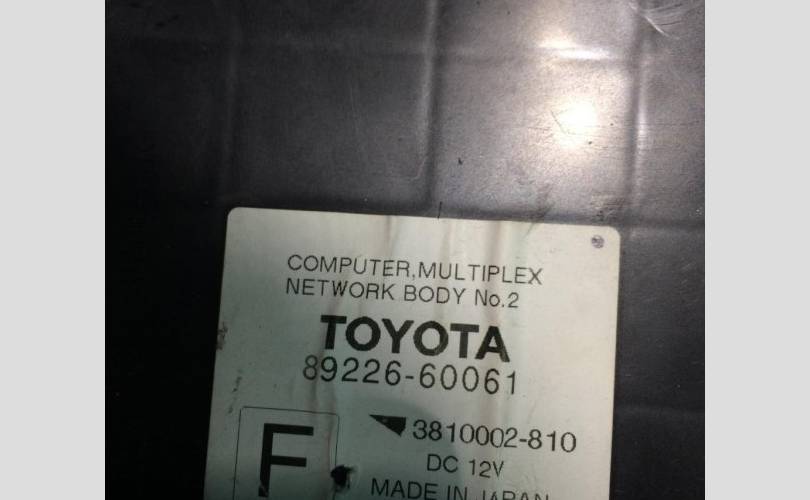 COMPUTER,MULTIPLEX
NETWORK BODY No.2
TOYOTA
89226-60061
3810002-810
F
DC 12V
MADE IN JAPAN